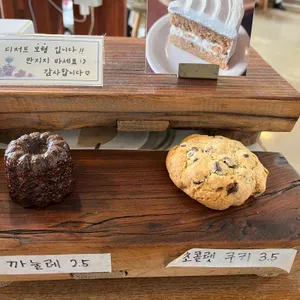 디저트 모형 입니다!!
만지지 마세요 :)
감사합니다♡
까눌레 2.5
초콜렛 쿠키 3.5